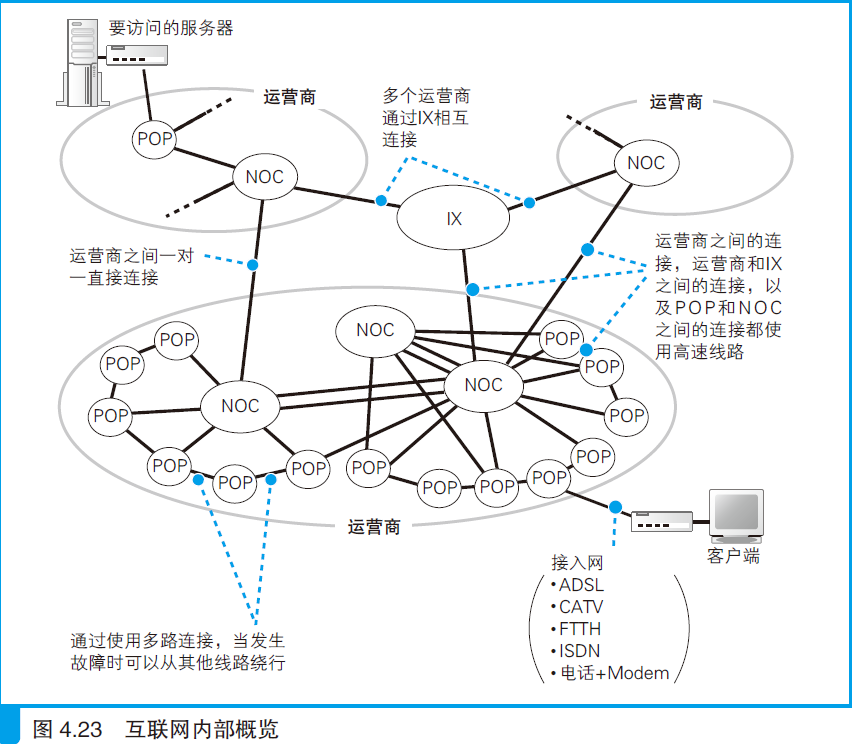 要访问的服务器
运营商
多个运营商
通过IX相互
连接
运营商
POP
NOC
NOC
IX
运营商之间一对
一直接连接
运营商之间的连
接，运营商和IX
之间的连接，以
及POP和NOC
之间的连接都使
用高速线路
NOC
POP
POP
POP
POP
NOC
NOC
POP
POP
POP
POP
POP
POP
POP
POP
POP
POP
POP
运营商
客户端
接入网
·ADSL
·CATV
·FTTH
·ISDN
·电话+Modem
通过使用多路连接，当发生
故障时可以从其他线路绕行
图 4.23 互联网内部概览